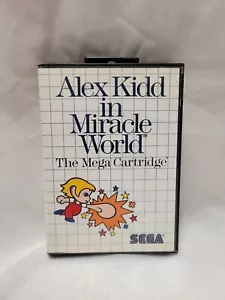 Alex Kidd
in
Miracle
World
The Mega Cartridge
SEGA